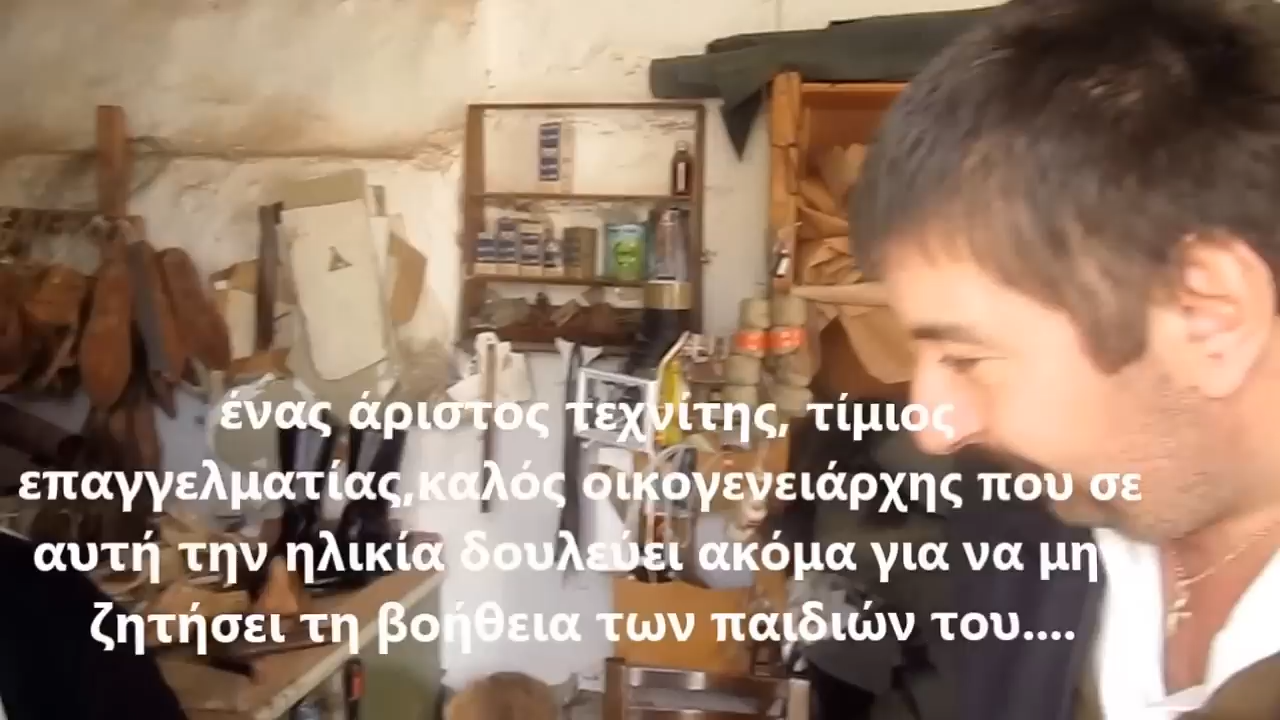 ένας άριστος τεχνίτης, τίμιος
επαγγελματίας,καλός οικογενειάρχης που σε
αυτή την ηλικία δουλεύει ακόμα για να μη
ζητήσει τη βοήθεια των παιδιών του....